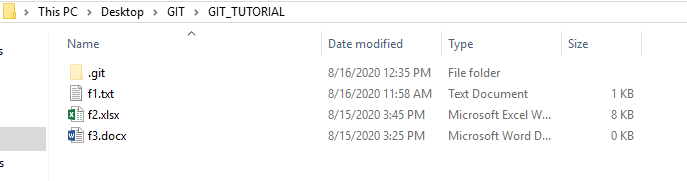 This PC > Desktop > GIT > GIT_TUTORIAL
Name Date modified Type Size
.git 8/16/2020 12:35 PM File folder
f1.txt 8/16/2020 11:58 AM Text Document 1 KB
f2.xlsx 8/15/2020 3:45 PM Microsoft Excel W... 8 KB
f3.docx 8/15/2020 3:25 PM Microsoft Word D... 0 KB